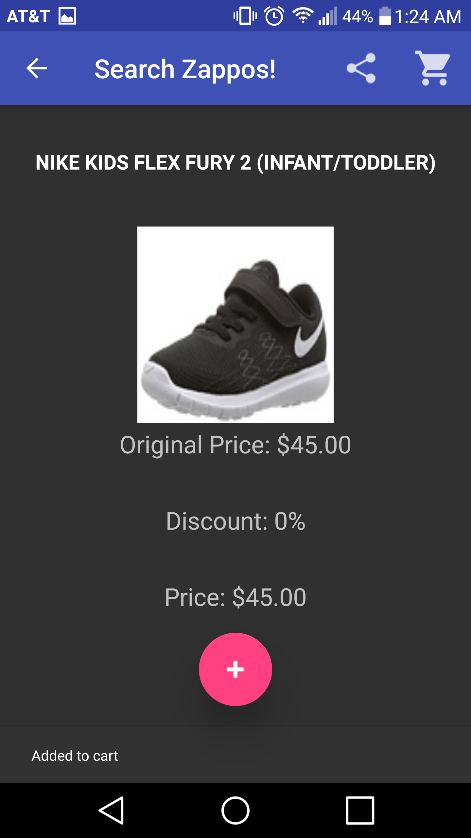 AT&T 44% 1:24 AM
Search Zappos!
NIKE KIDS FLEX FURY 2 (INFANT/TODDLER)
Original Price: $45.00
Discount: 0%
Price: $45.00
+
Added to cart